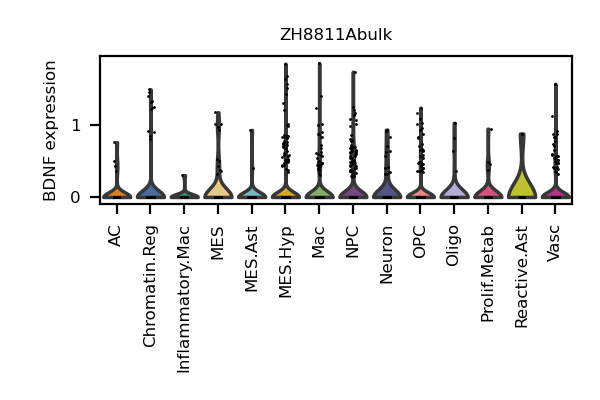 ZH8811Abulk
BDNF expression
1
0
AC
Chromatin.Reg
Inflammatory.Mac
MES
MES.Ast
MES.Hyp
Mac
NPC
Neuron
OPC
Oligo
Prolif.Metab
Reactive.Ast
Vasc